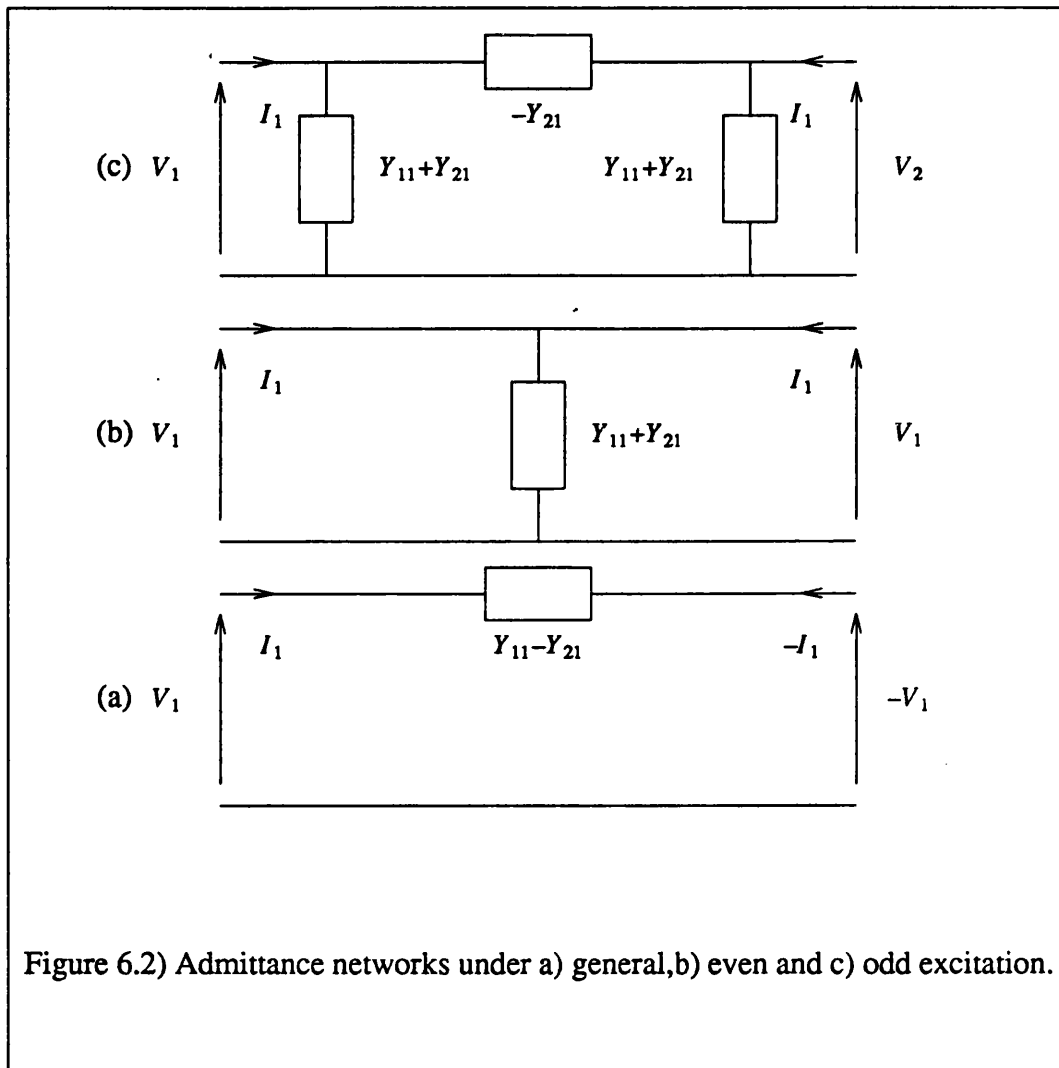 –Y21
I1 I1
(c) V1 Y11+Y21 Y11+Y21 V2
I1 I1
(b) V1 Y11+Y21 V1
I1 Y11–Y21 –I1
(a) V1 –V1
Figure 6.2) Admittance networks under a) general,b) even and c) odd excitation.